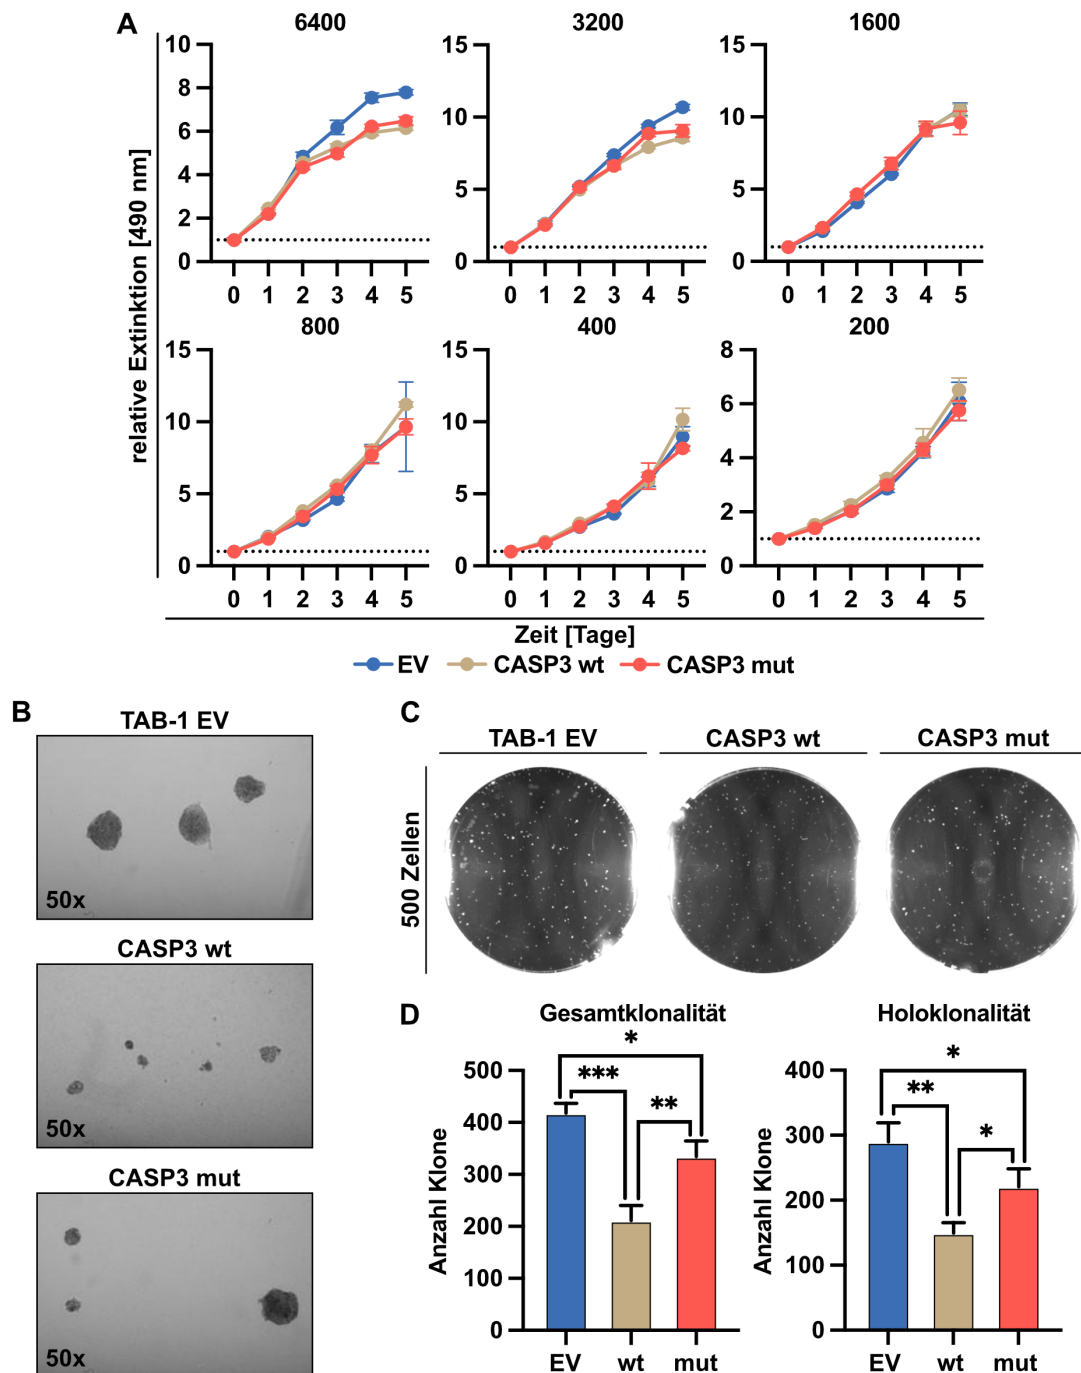 A
6400 3200 1600
10 15 15
8
6 10 10
4
5 5
2
0 0 0
0 1 2 3 4 5 0 1 2 3 4 5 0 1 2 3 4 5
800 400 200
15 15 8
6
10 10
4
5 5
2
0 0 0
0 1 2 3 4 5 0 1 2 3 4 5 0 1 2 3 4 5
relative Extinktion [490 nm]
Zeit [Tage]
EV CASP3 wt CASP3 mut
B
TAB-1 EV
50x
CASP3 wt
50x
CASP3 mut
50x
C
TAB-1 EV CASP3 wt CASP3 mut
500 Zellen
D
Gesamtklonalität
Anzahl Klone
500
400
300
200
100
0
*
***
**
EV wt mut
Holoklonalität
Anzahl Klone
400
300
200
100
0
*
**
*
EV wt mut